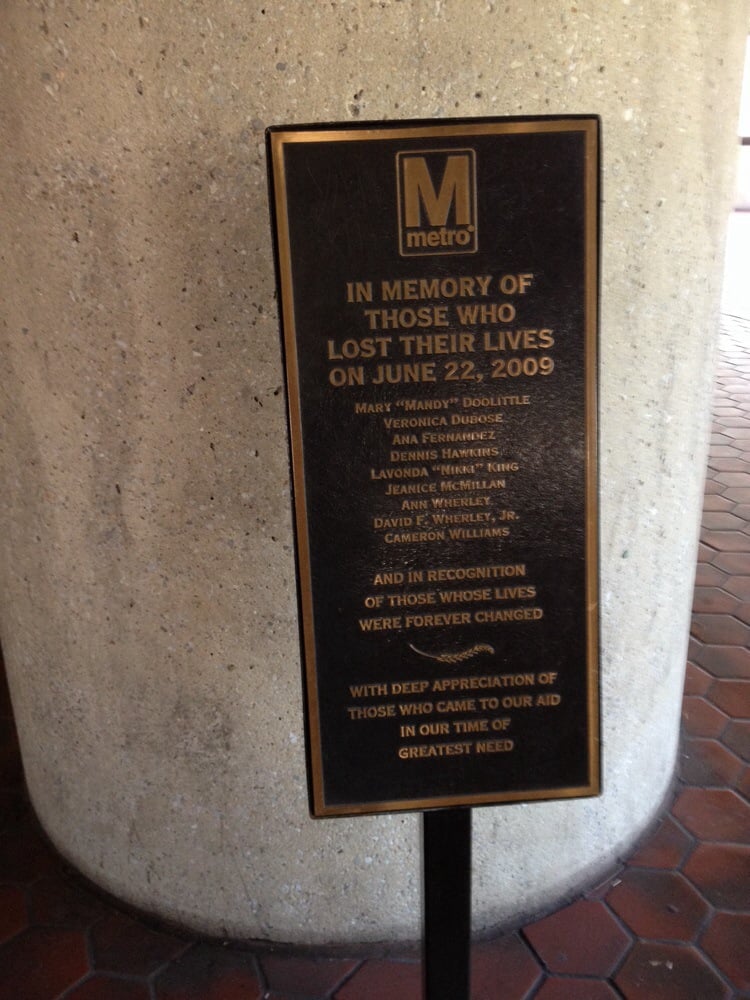 M
metro
IN MEMORY OF
THOSE WHO
LOST THEIR LIVES
ON JUNE 22, 2009
MARY “MANDY” DOOLITTLE
VERONICA DUBOSE
ANA FERNANDEZ
DENNIS HAWKINS
LAVONDA “NIKKI” KING
JEANICE MCMILLAN
ANN WHERLEY
DAVID F. WHERLEY, JR.
CAMERON WILLIAMS
AND IN RECOGNITION
OF THOSE WHOSE LIVES
WERE FOREVER CHANGED
WITH DEEP APPRECIATION OF
THOSE WHO CAME TO OUR AID
IN OUR TIME OF
GREATEST NEED